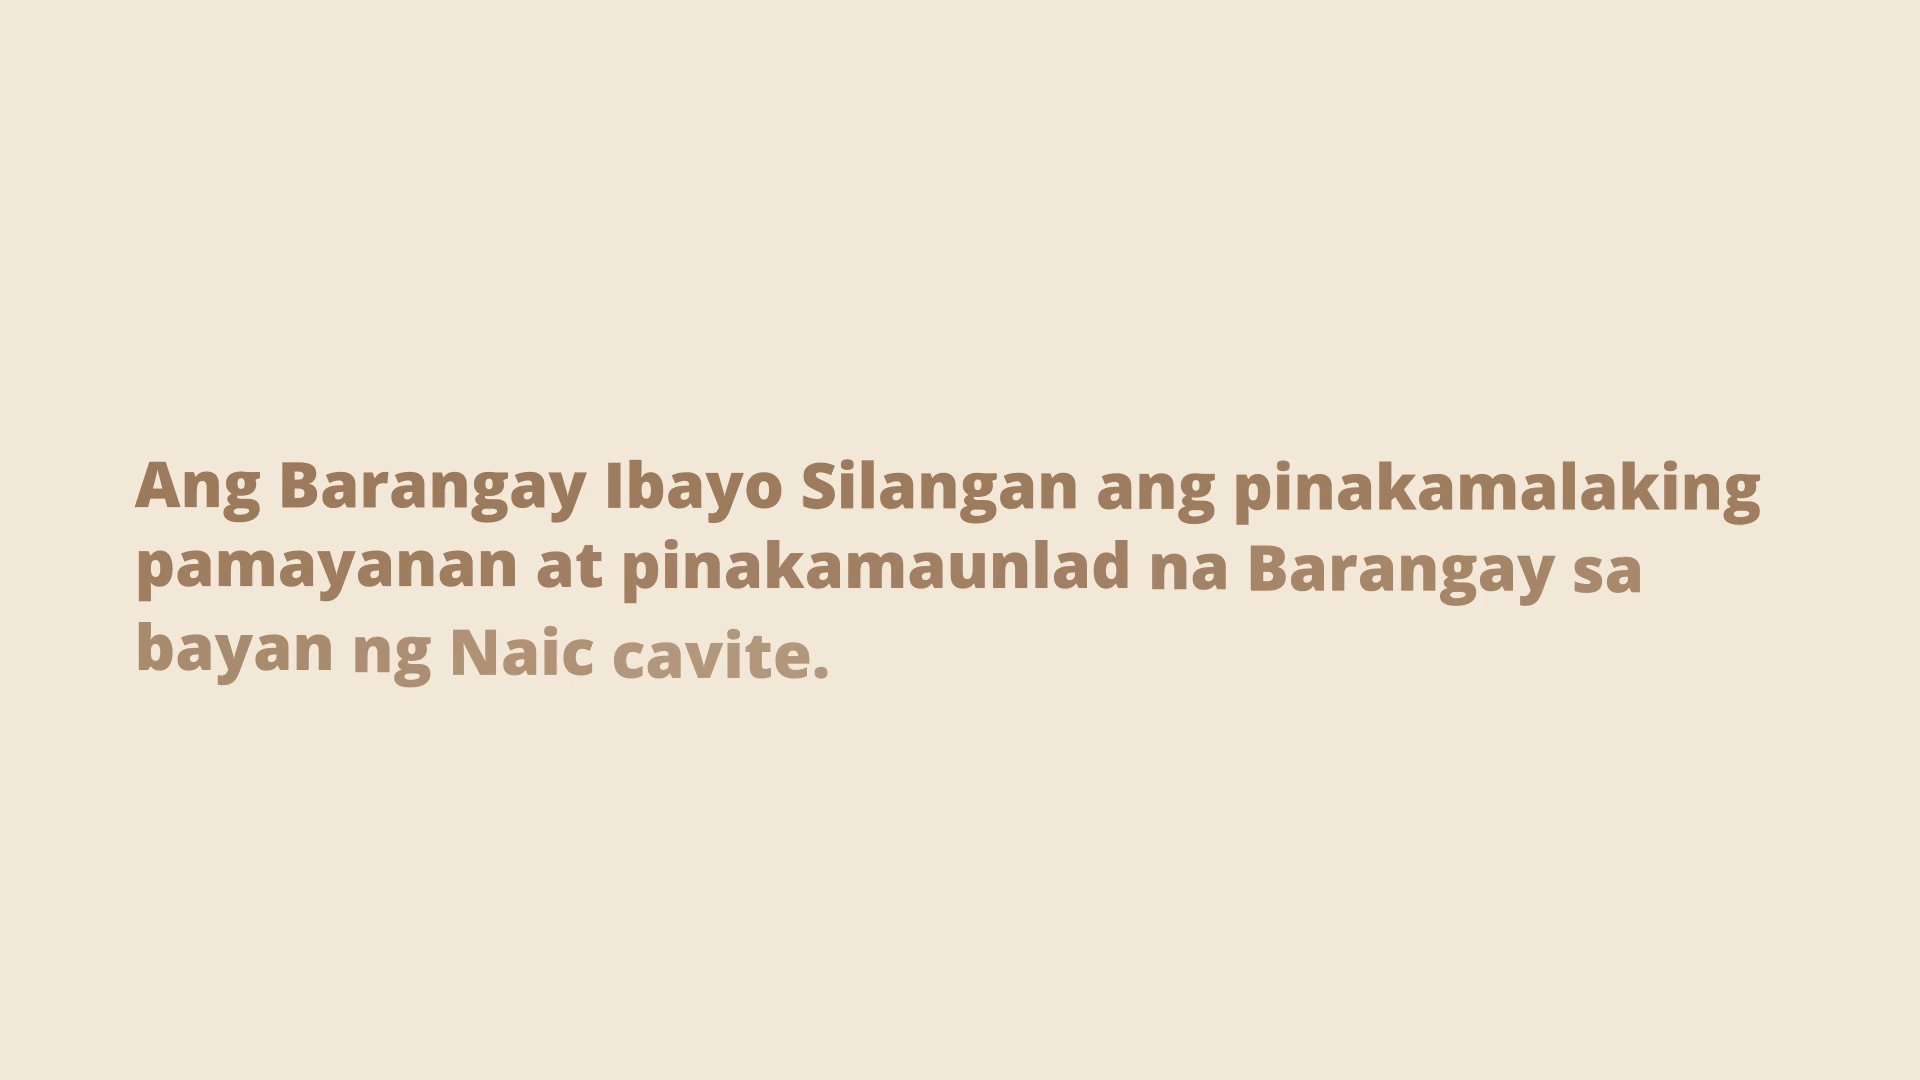 Ang Barangay Ibayo Silangan ang pinakamalaking
pamayanan at pinakamaunlad na Barangay sa
bayan ng Naic cavite.